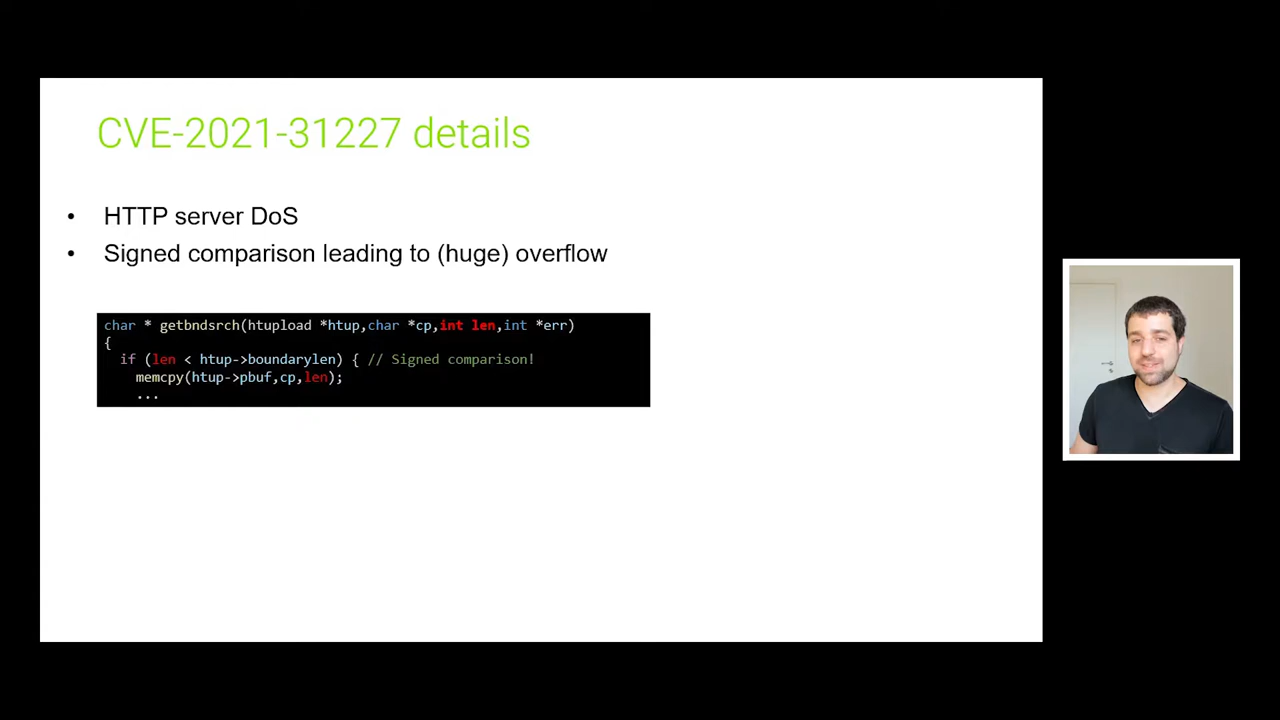 CVE-2021-31227 details
• HTTP server DoS
• Signed comparison leading to (huge) overflow
char * getbndsrch(htupload *htup,char *cp,int len,int *err)
{
if (len < htup->boundarylen) { // Signed comparison!
memcpy(htup->pbuf,cp,len);
...